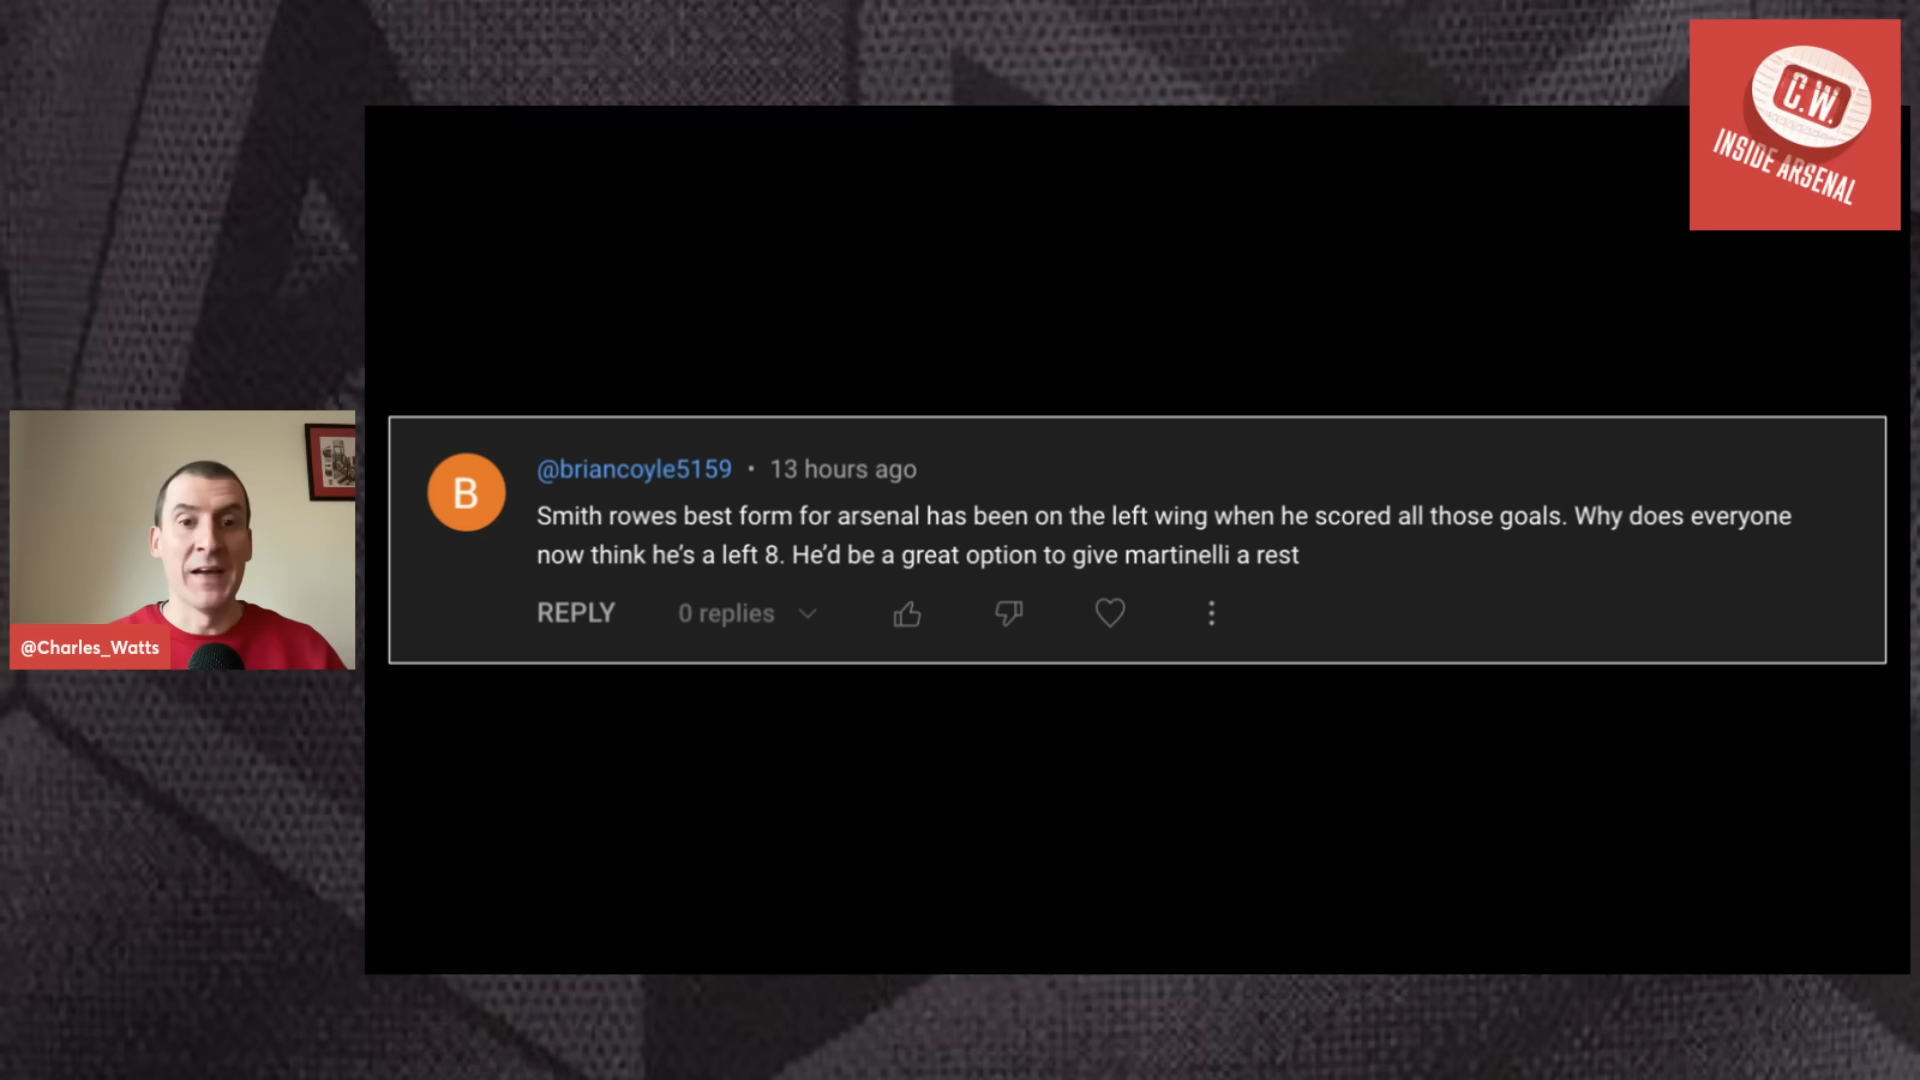 C.W.
INSIDE ARSENAL
@briancoyle5159 • 13 hours ago
Smith rowes best form for arsenal has been on the left wing when he scored all those goals. Why does everyone
now think he’s a left 8. He’d be a great option to give martinelli a rest
B
REPLY 0 replies
@Charles_Watts